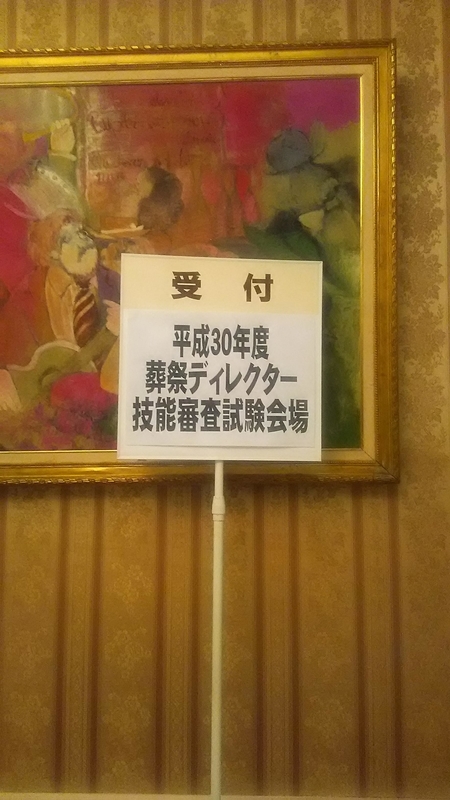 受 付
平成30年度
葬祭ディレクター
技能審査試験会場